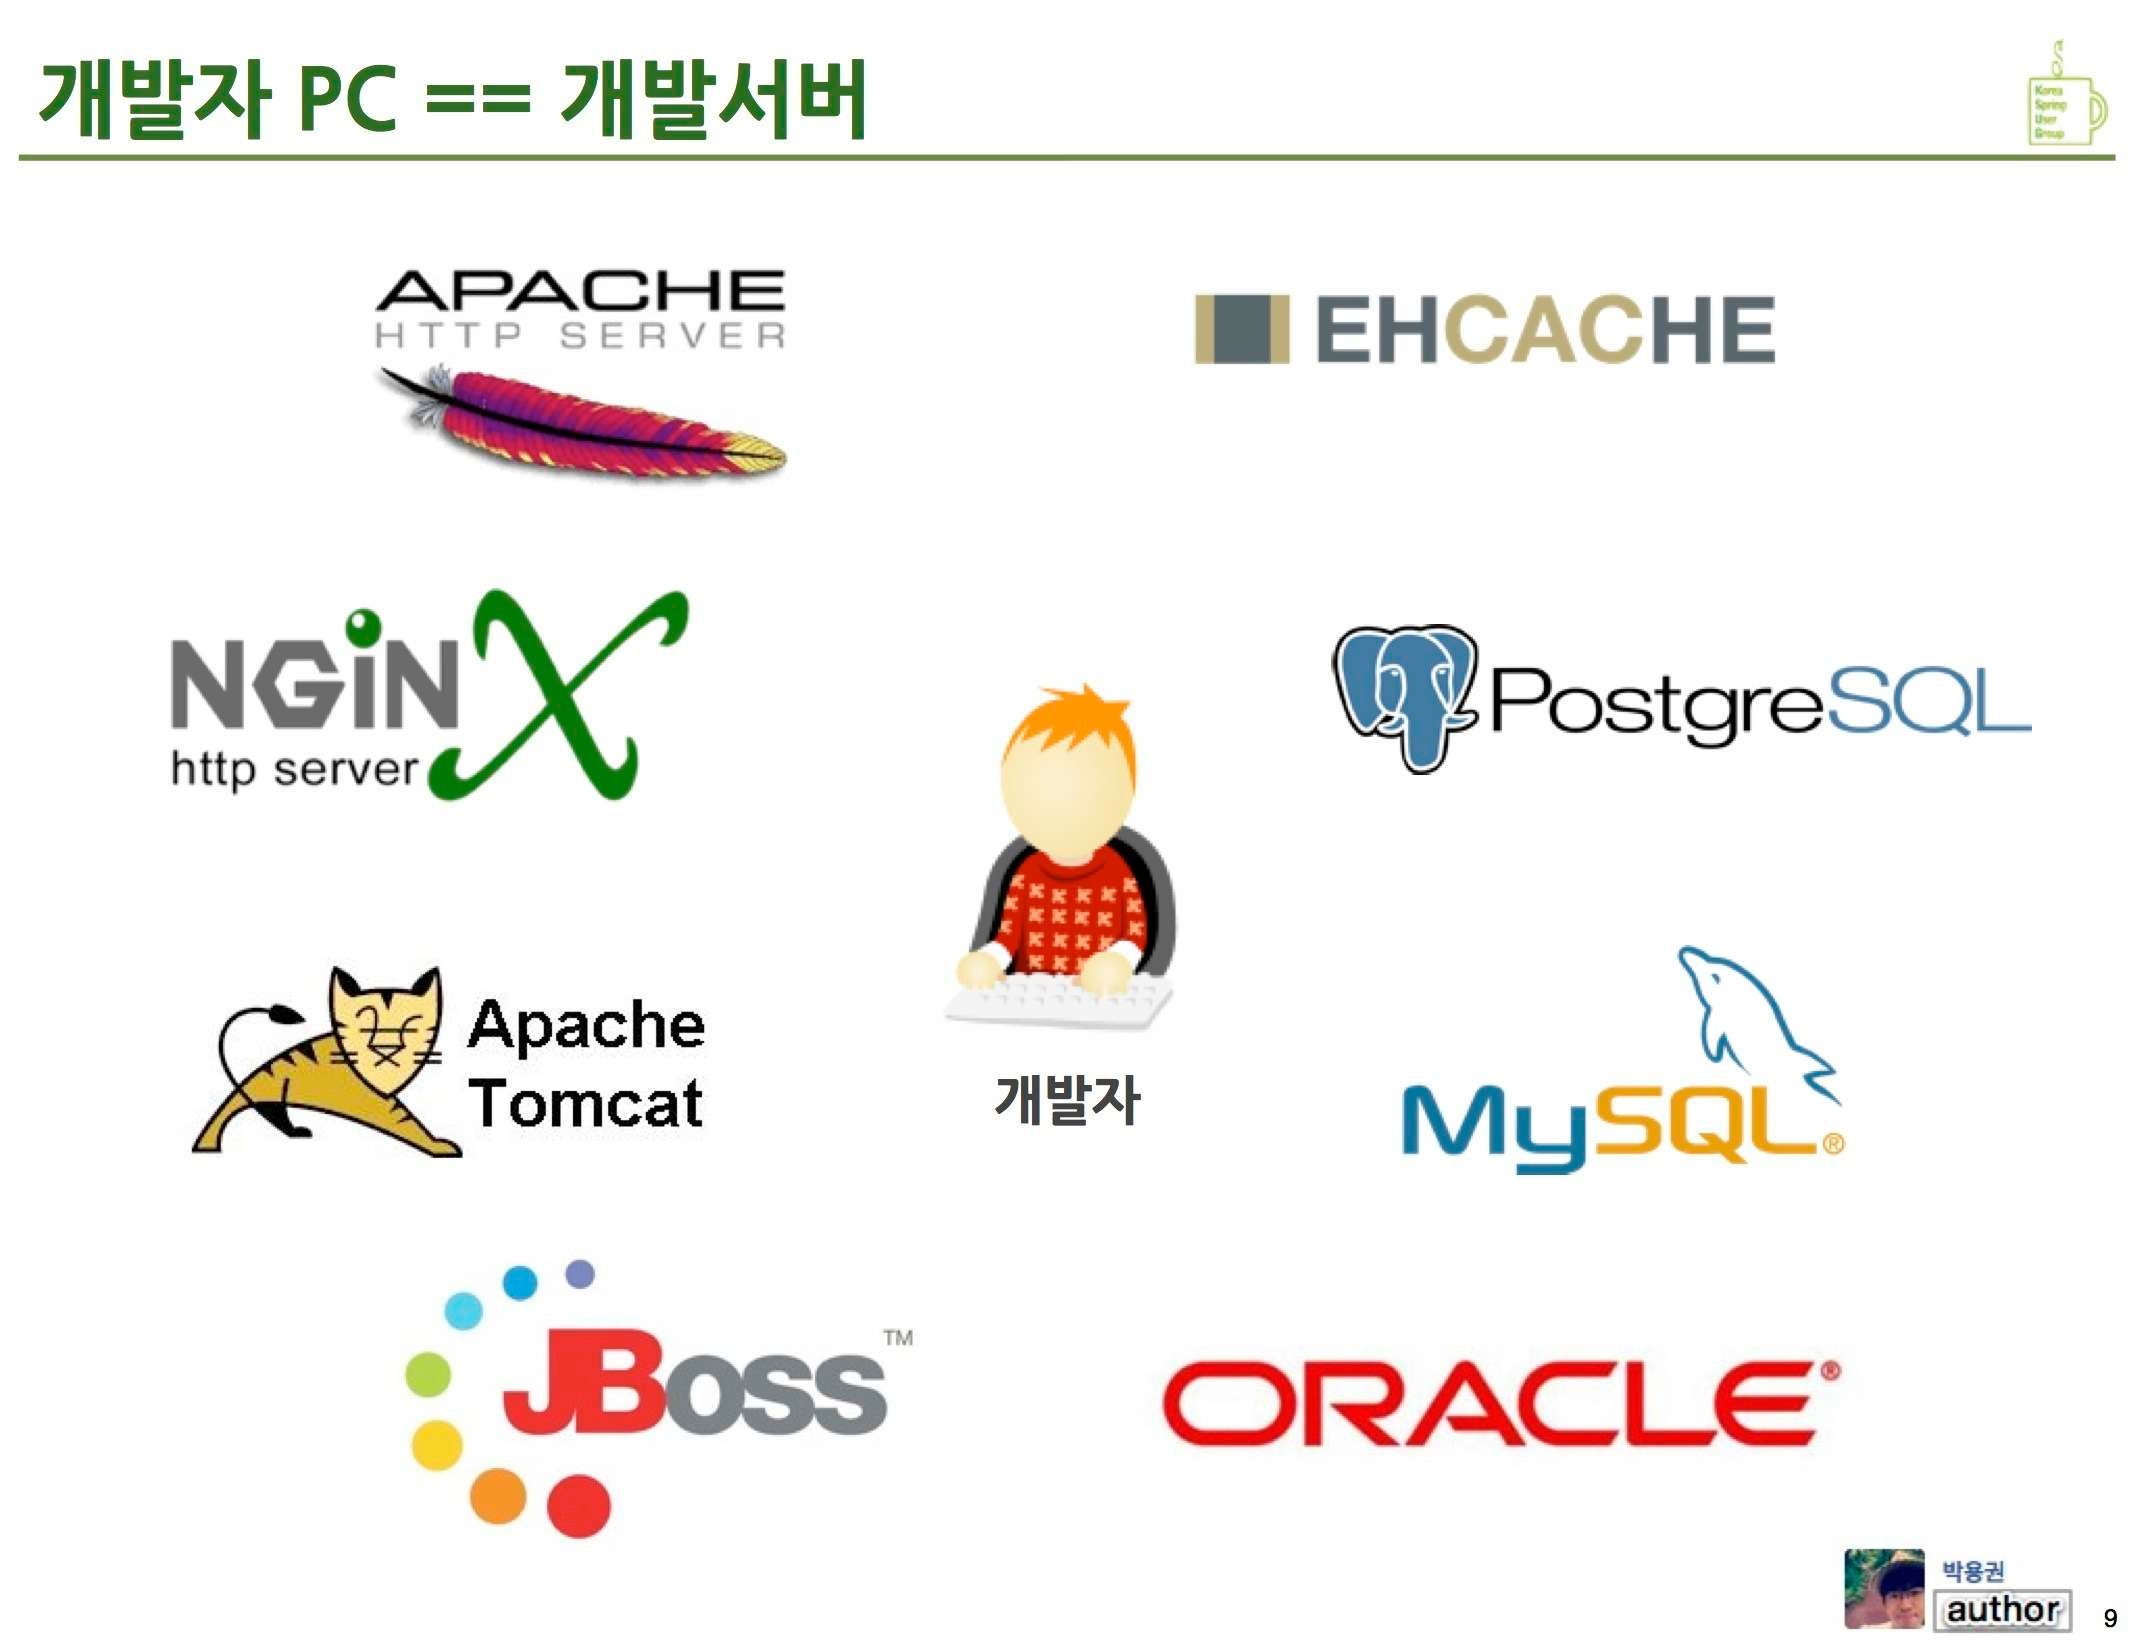 개발자 PC == 개발서버
Korea
Spring
User
Group
APACHE
HTTP SERVER
EHCACHE
NGiNX
http server
PostgreSQL
Apache
Tomcat
개발자
MySQL®
JBoss™
ORACLE®
박용권
author
9